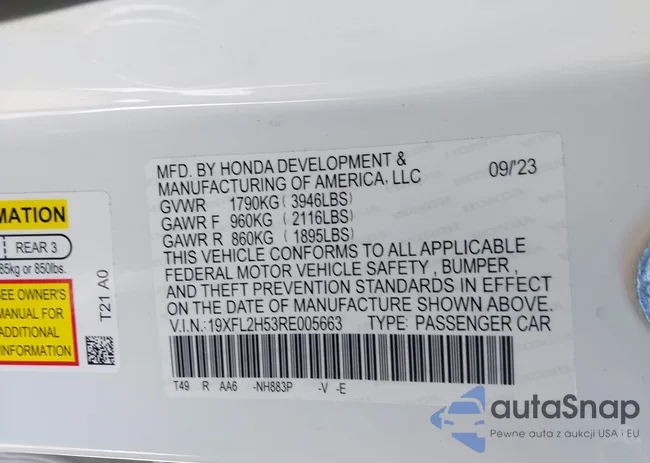 MFD. BY HONDA DEVELOPMENT &
MANUFACTURING OF AMERICA, LLC 09/'23
GVWR 1790KG (3946LBS)
GAWR F 960KG (2116LBS)
GAWR R 860KG (1895LBS)
THIS VEHICLE CONFORMS TO ALL APPLICABLE
FEDERAL MOTOR VEHICLE SAFETY , BUMPER ,
AND THEFT PREVENTION STANDARDS IN EFFECT
ON THE DATE OF MANUFACTURE SHOWN ABOVE.
V.I.N.: 19XFL2H53RE005663 TYPE: PASSENGER CAR
T49 R AA6 -NH883P -V -E
REAR 3
or 850lbs.
OWNER'S
MANUAL FOR
ADDITIONAL
INFORMATION
T21 A0
autaSnap
Pewne auta z aukcji USA i EU